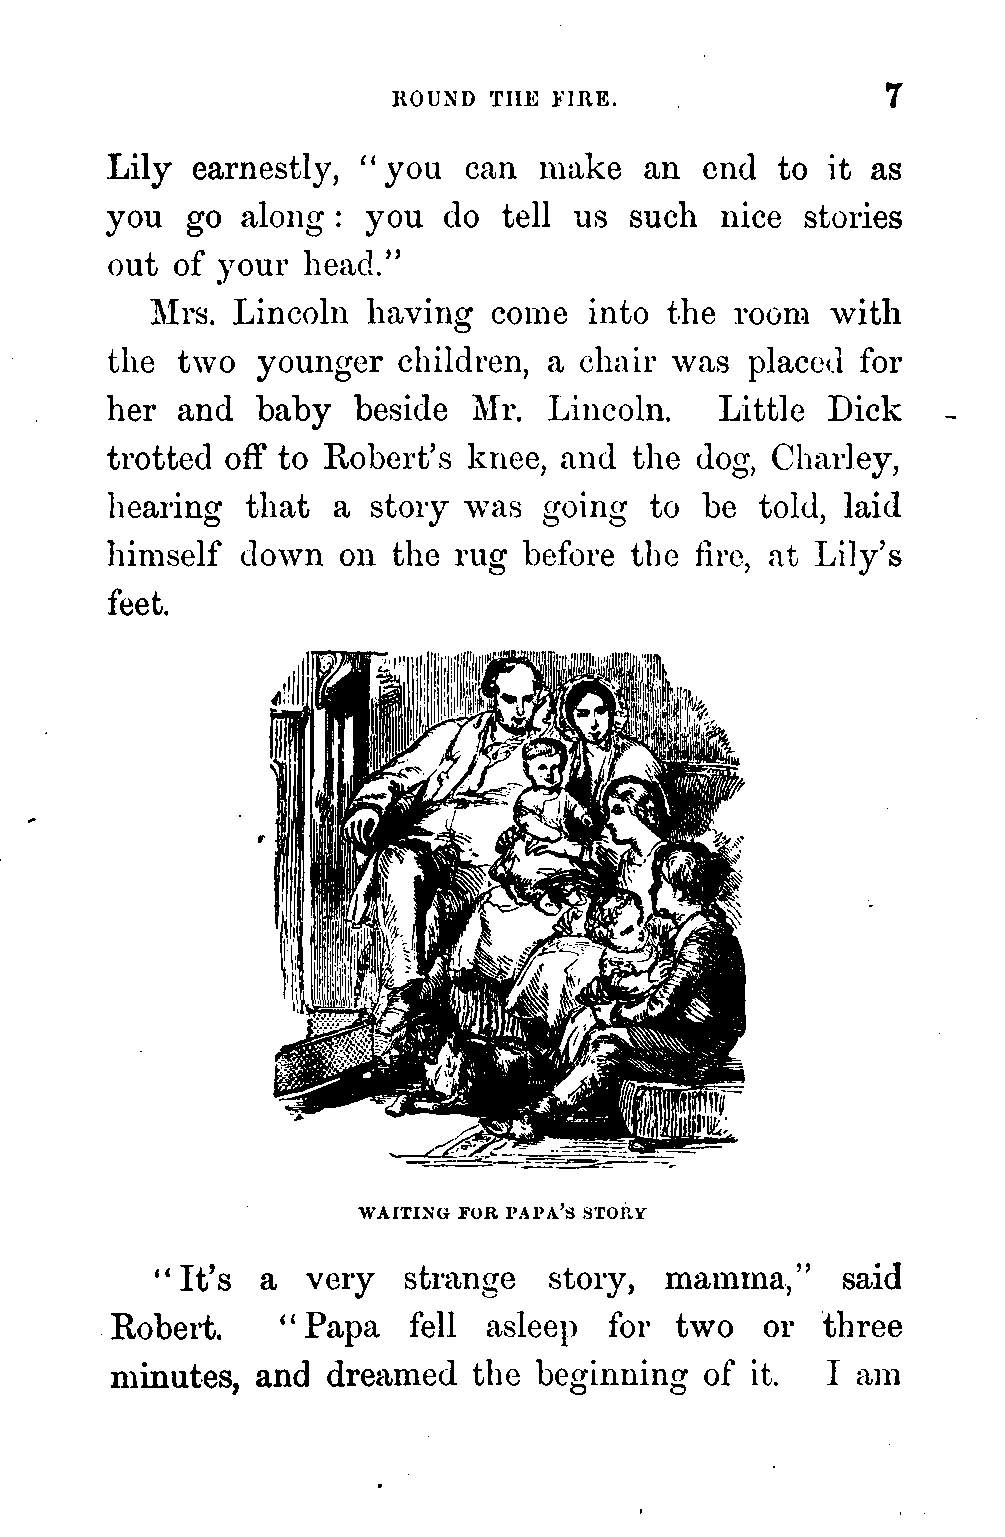 ROUND THE FIRE. 7
Lily earnestly, "you can make an end to it as
you go along: you do tell us such nice stories
out of your head."
Mrs. Lincoln having come into the room with
the two younger children, a chair was placed for
her and baby beside Mr. Lincoln. Little Dick
trotted off to Robert's knee, and the dog, Charley,
hearing that a story was going to be told, laid
himself down on the rug before the fire, at Lily's
feet.
WAITING FOR PAPA'S STORY
"It's a very strange story, mamma," said
Robert. "Papa fell asleep for two or three
minutes, and dreamed the beginning of it. I am